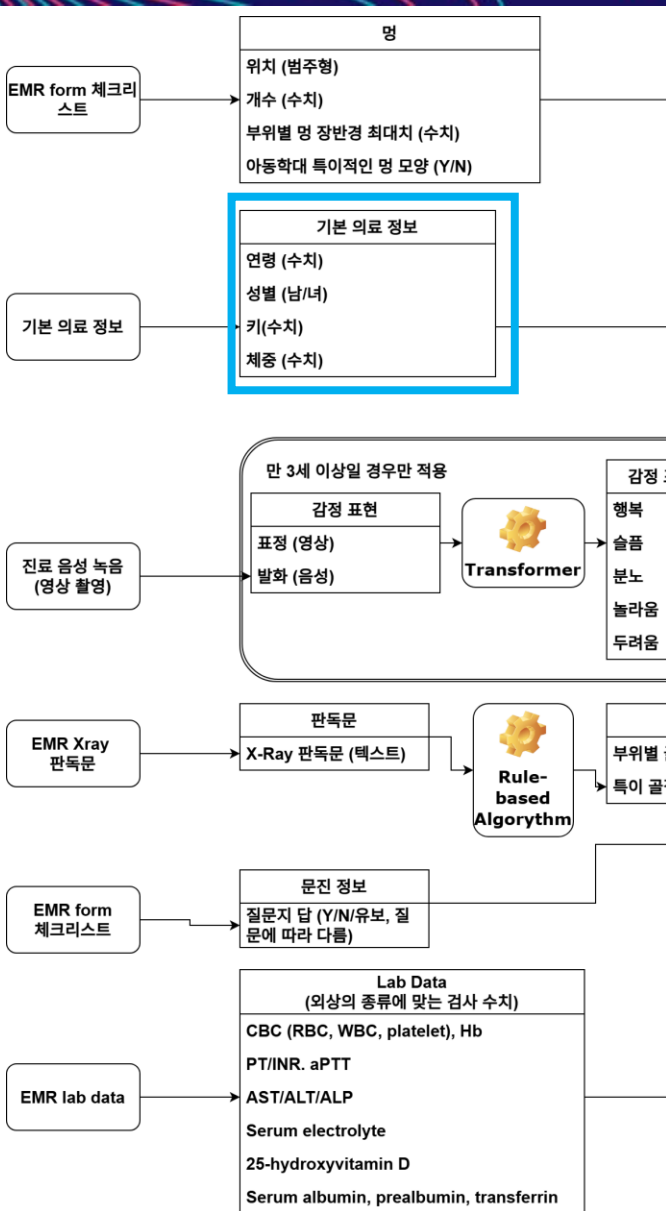 멍
EMR form 체크리
스트
위치 (범주형)
개수 (수치)
부위별 멍 장반경 최대치 (수치)
아동학대 특이적인 멍 모양 (Y/N)
기본 의료 정보
기본 의료 정보
연령 (수치)
성별 (남/녀)
키(수치)
체중 (수치)
진료 음성 녹음
(영상 촬영)
만 3세 이상일 경우만 적용
감정 표현
표정 (영상)
발화 (음성)
Transformer
감정
행복
슬픔
분노
놀라움
두려움
EMR Xray
판독문
판독문
X-Ray 판독문 (텍스트)
Rule-
based
Algorythm
부위별
특이
EMR form
체크리스트
문진 정보
질문지 답 (Y/N/유보, 질
문에 따라 다름)
EMR lab data
Lab Data
(외상의 종류에 맞는 검사 수치)
CBC (RBC, WBC, platelet), Hb
PT/INR. aPTT
AST/ALT/ALP
Serum electrolyte
25-hydroxyvitamin D
Serum albumin, prealbumin, transferrin